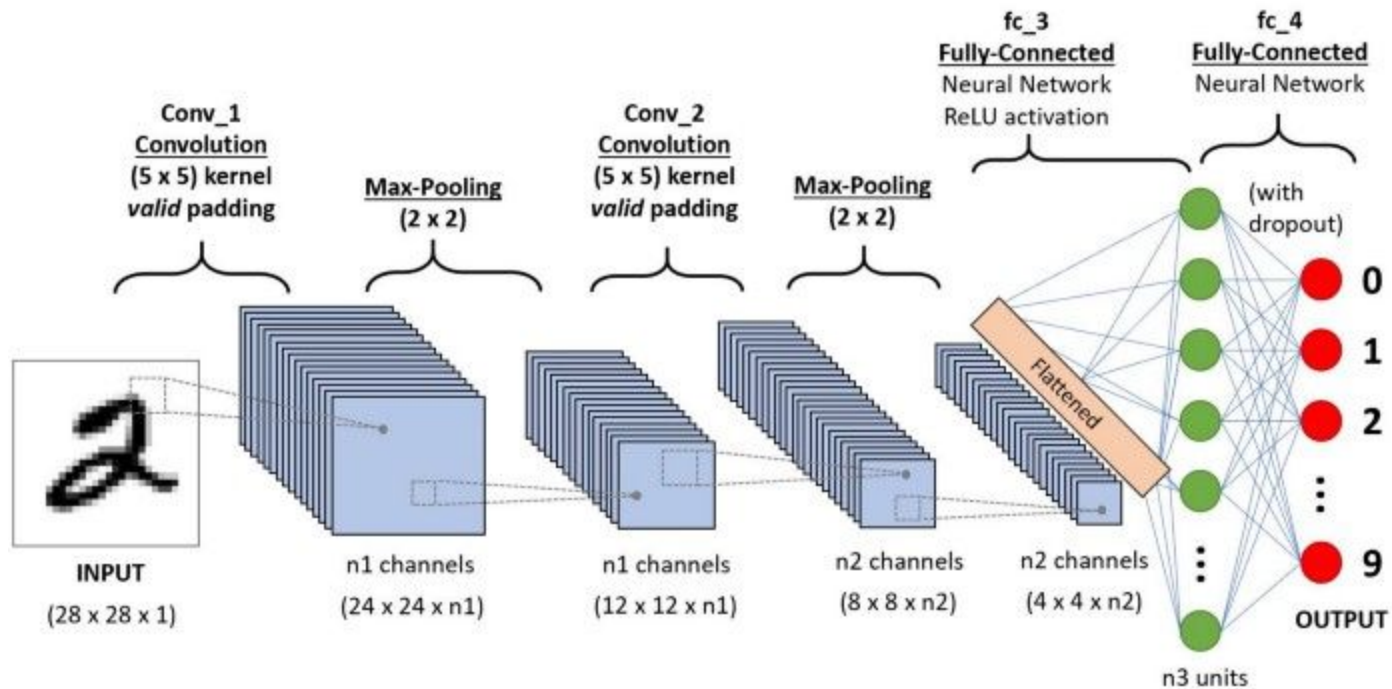 Conv_1
Convolution
(5 x 5) kernel
valid padding
Max-Pooling
(2 x 2)
Conv_2
Convolution
(5 x 5) kernel
valid padding
Max-Pooling
(2 x 2)
fc_3
Fully-Connected
Neural Network
ReLU activation
fc_4
Fully-Connected
Neural Network
(with
dropout)
Flattened
0
1
2
9
OUTPUT
2
INPUT
(28 x 28 x 1)
n1 channels
(24 x 24 x n1)
n1 channels
(12 x 12 x n1)
n2 channels
(8 x 8 x n2)
n2 channels
(4 x 4 x n2)
n3 units